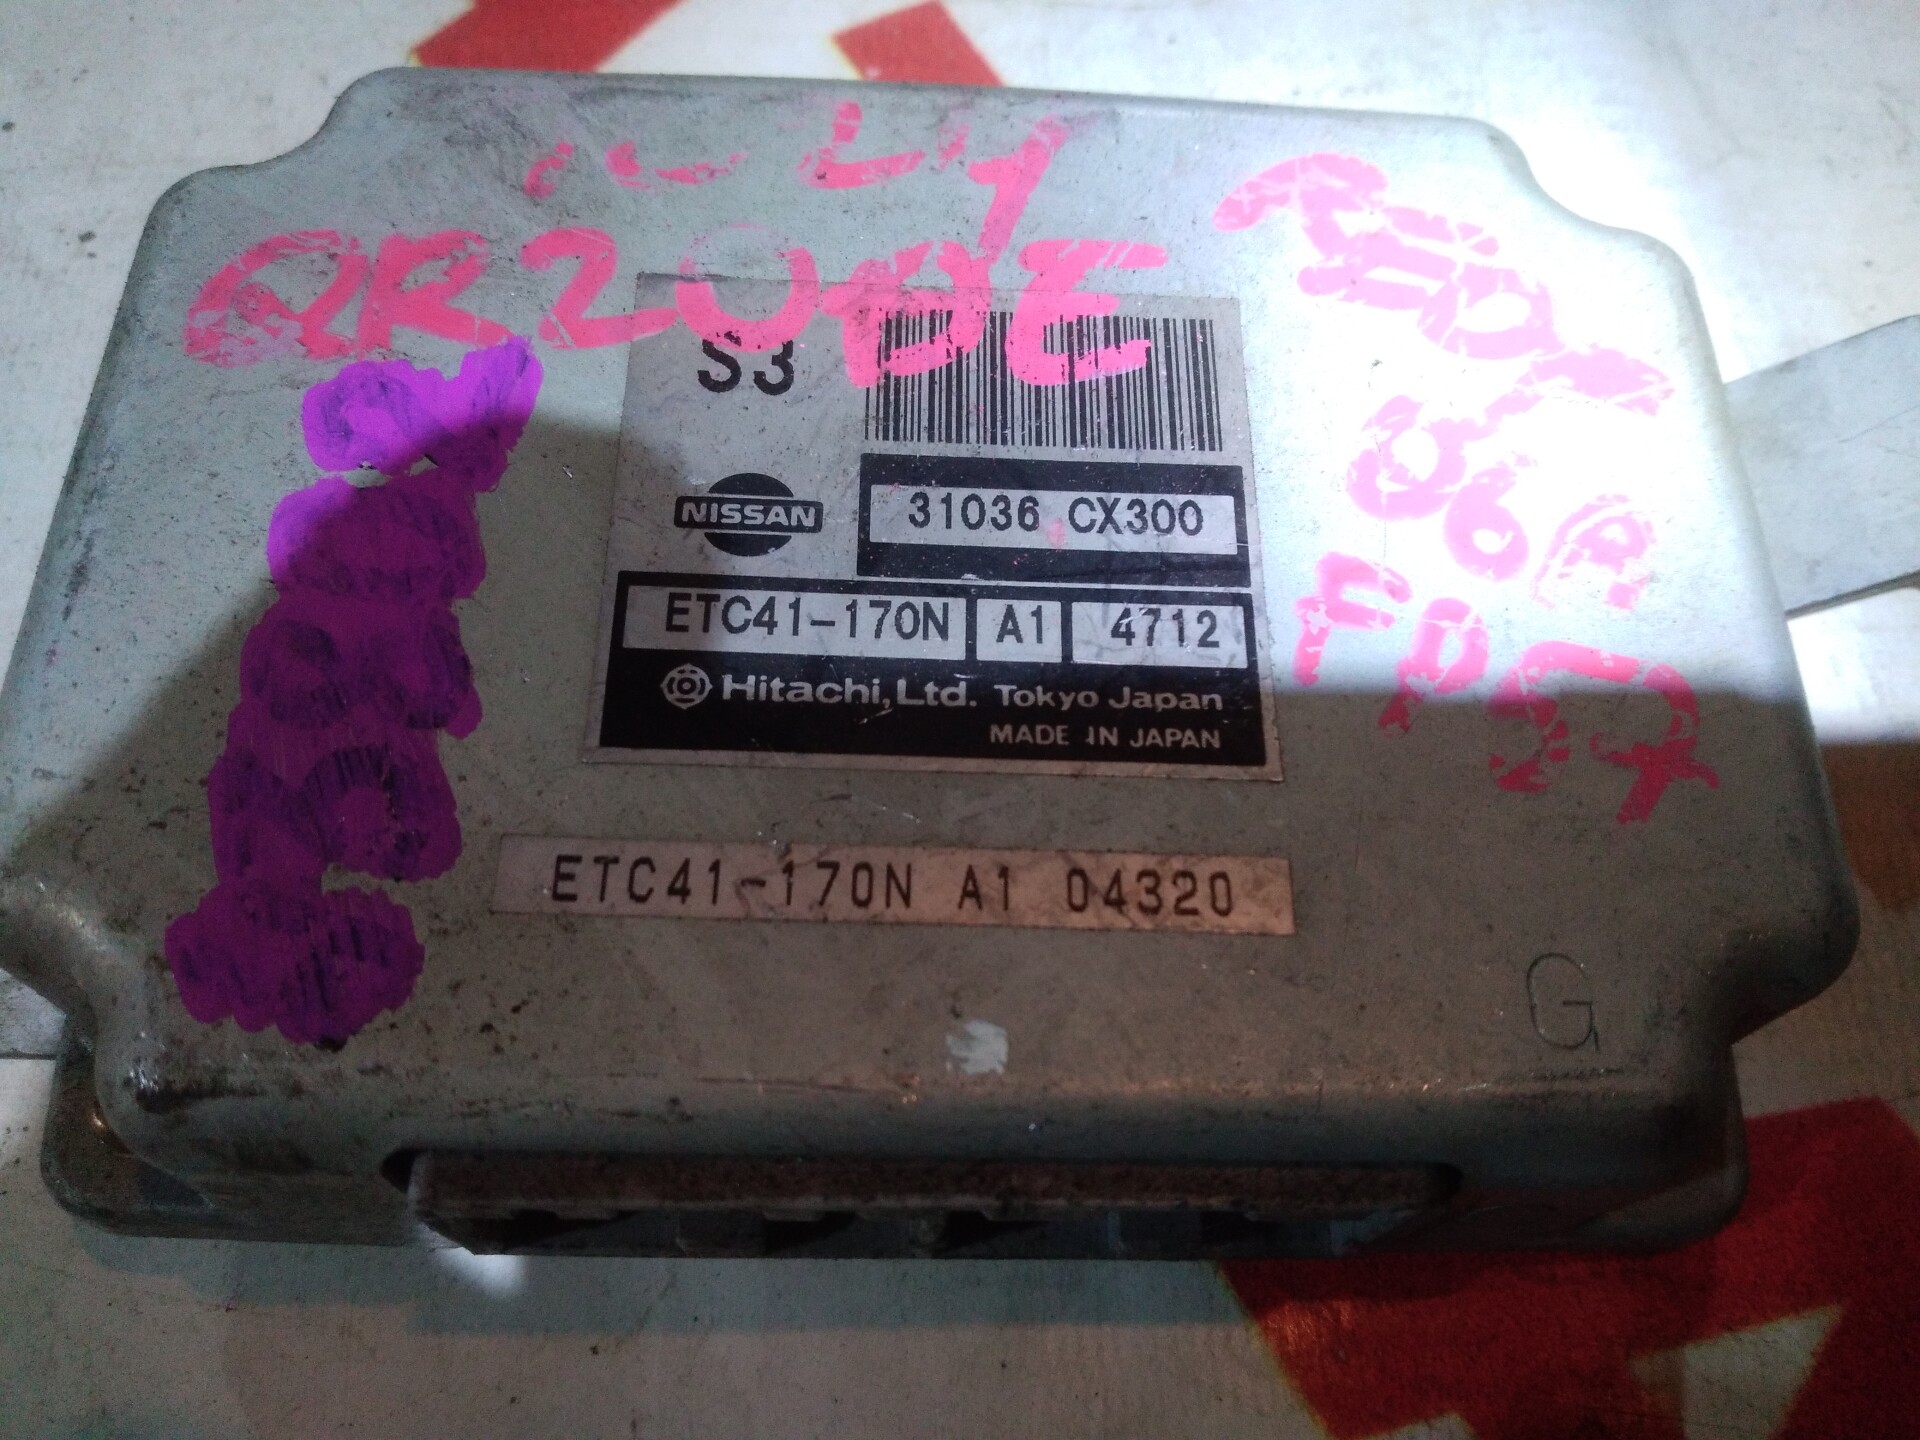 QR20DE
S3
NISSAN
31036 CX300
ETC41-170N A1 4712
Hitachi, Ltd. Tokyo Japan
MADE IN JAPAN
ETC41-170N A1 04320
G
06A